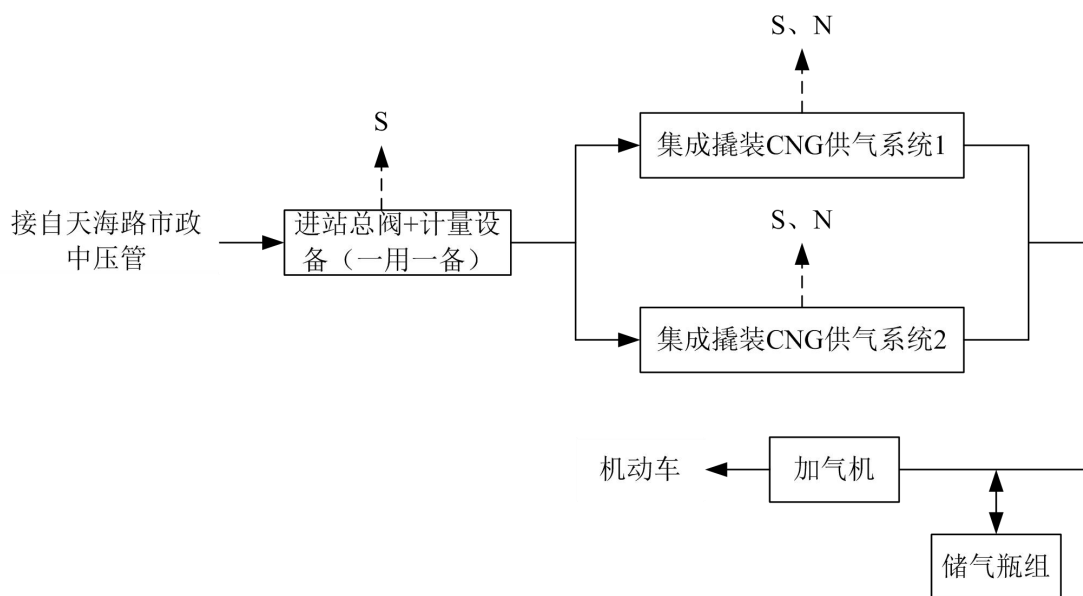 S、N
S
集成撬装CNG供气系统1
接自天海路市政
中压管
进站总阀+计量设
备（一用一备）
S、N
集成撬装CNG供气系统2
机动车
加气机
储气瓶组